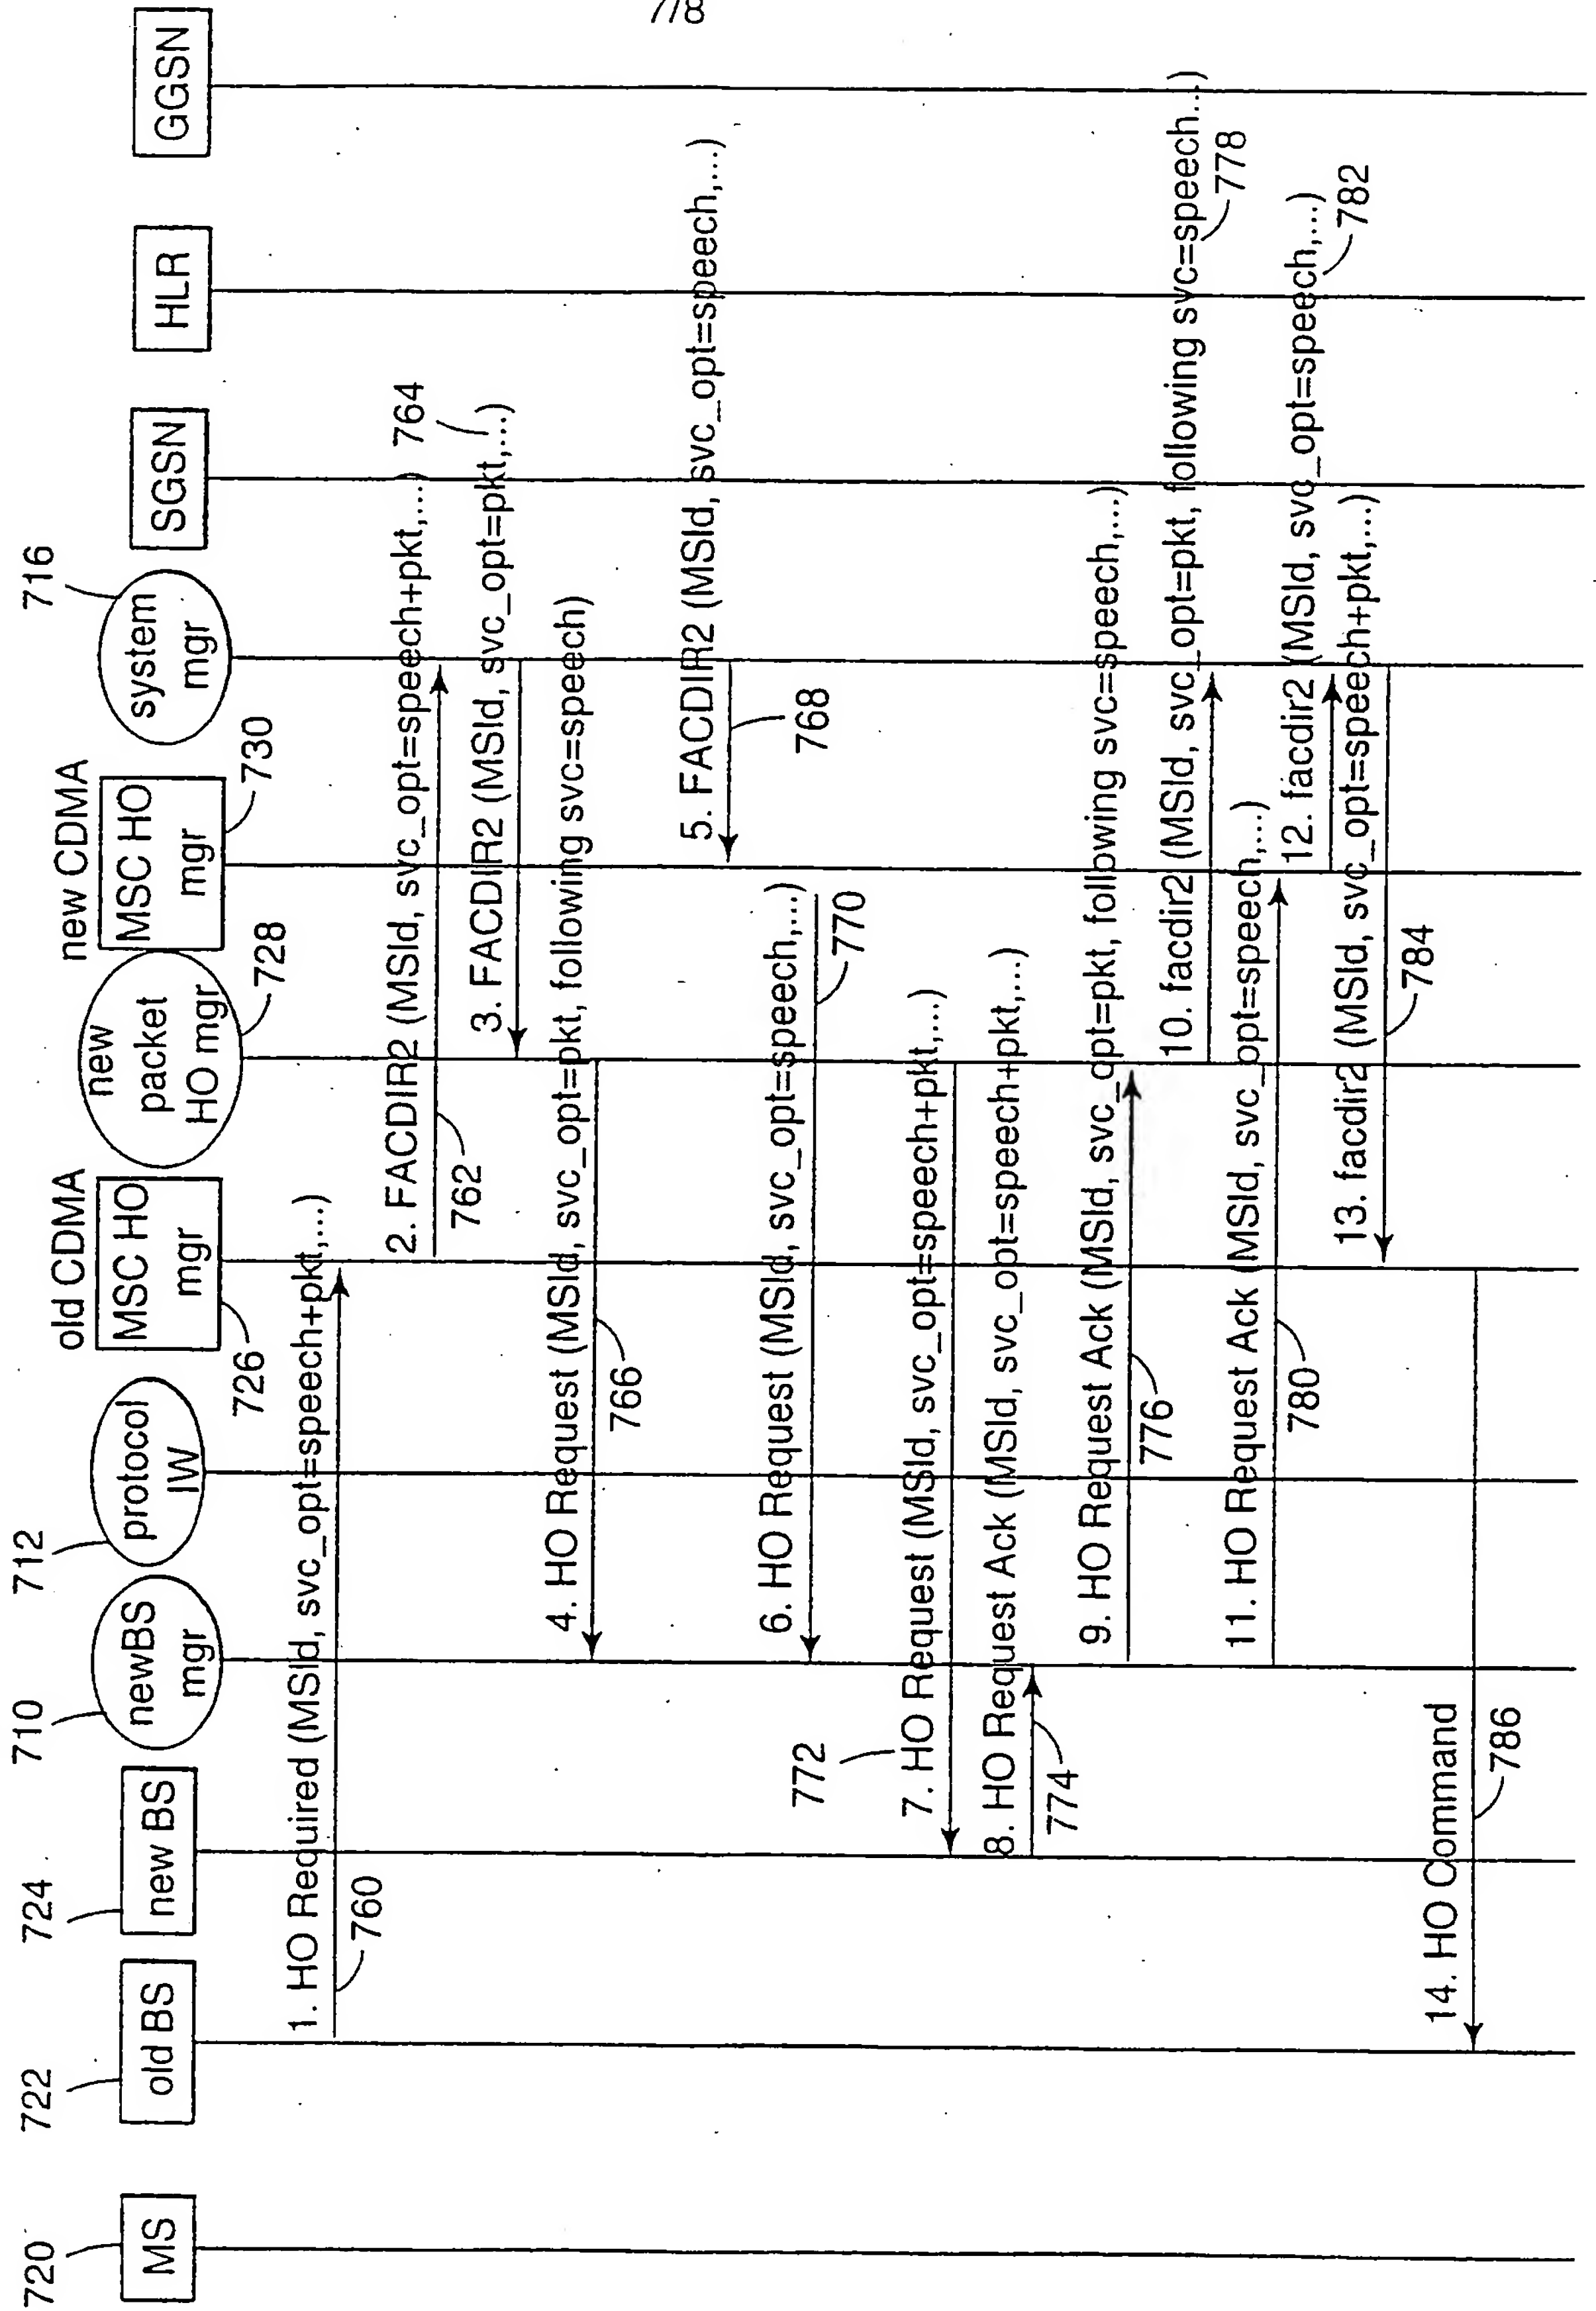 7/8
720
MS
722
old BS
724
new BS
710
newBS
mgr
712
protocol
IW
old CDMA
MSC HO
mgr
726
new
packet
HO mgr
728
new CDMA
MSC HO
mgr
730
716
system
mgr
SGSN
HLR
GGSN
1. HO Required (MSId, svc_opt=speech+pkt,...)
760
2. FACDIR2 (MSId, svc_opt=speech+pkt,...)
762
764
3. FACDIR2 (MSId, svc_opt=pkt,...)
4. HO Request (MSId, svc_opt=pkt, following svc=speech)
766
5. FACDIR2 (MSId, svc_opt=speech,...)
768
6. HO Request (MSId, svc_opt=speech,...)
770
772
7. HO Request (MSId, svc_opt=speech+pkt,...)
8. HO Request Ack (MSId, svc_opt=speech+pkt,...)
774
9. HO Request Ack (MSId, svc_opt=pkt, following svc=speech,...)
776
10. facdir2 (MSId, svc_opt=pkt, following svc=speech...)
778
11. HO Request Ack (MSId, svc_opt=speech,...)
780
12. facdir2 (MSId, svc_opt=speech,...)
782
13. facdir2 (MSId, svc_opt=speech+pkt,...)
784
14. HO Command
786